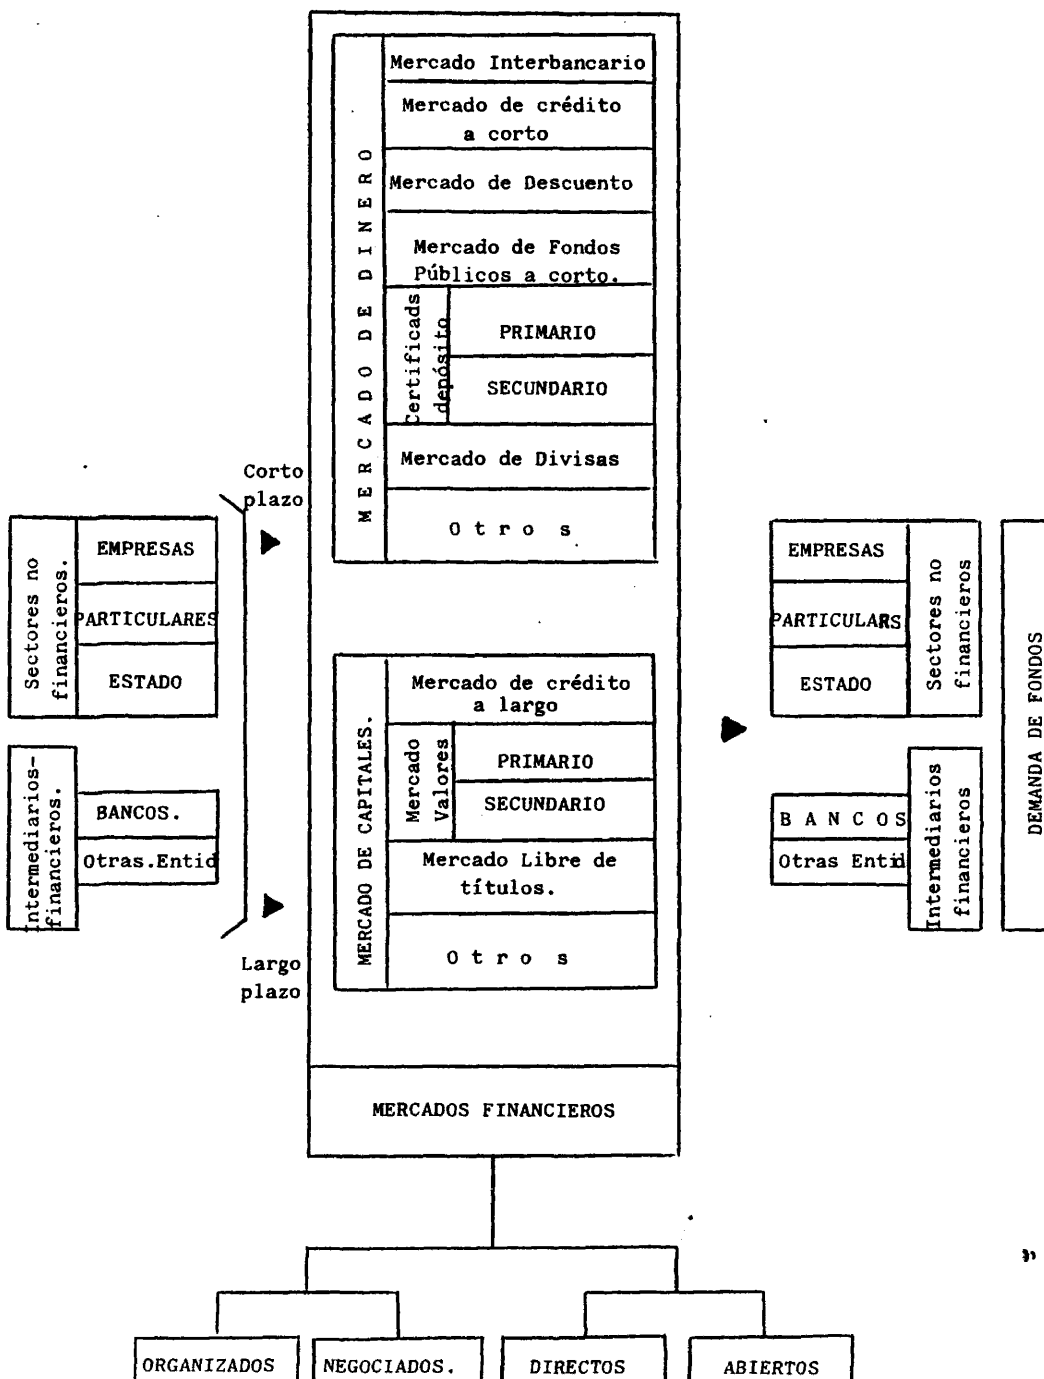 Mercado Interbancario
Mercado de crédito
a corto
Mercado de Descuento
Mercado de Fondos
Públicos a corto.
Certificads
depósito
PRIMARIO
SECUNDARIO
Mercado de Divisas
O t r o s
M E R C A D O D E D I N E R O
Corto
plazo
Sectores no
financieros.
EMPRESAS
PARTICULARES
ESTADO
Intermediarios-
financieros.
BANCOS.
Otras.Entid
Largo
plazo
MERCADO DE CAPITALES.
Mercado de crédito
a largo
Mercado
Valores
PRIMARIO
SECUNDARIO
Mercado Libre de
títulos.
O t r o s
EMPRESAS
PARTICULARS
ESTADO
Sectores no
financieros
B A N C O S
Otras Entid
Intermediarios
financieros
DEMANDA DE FONDOS
MERCADOS FINANCIEROS
ORGANIZADOS
NEGOCIADOS.
DIRECTOS
ABIERTOS